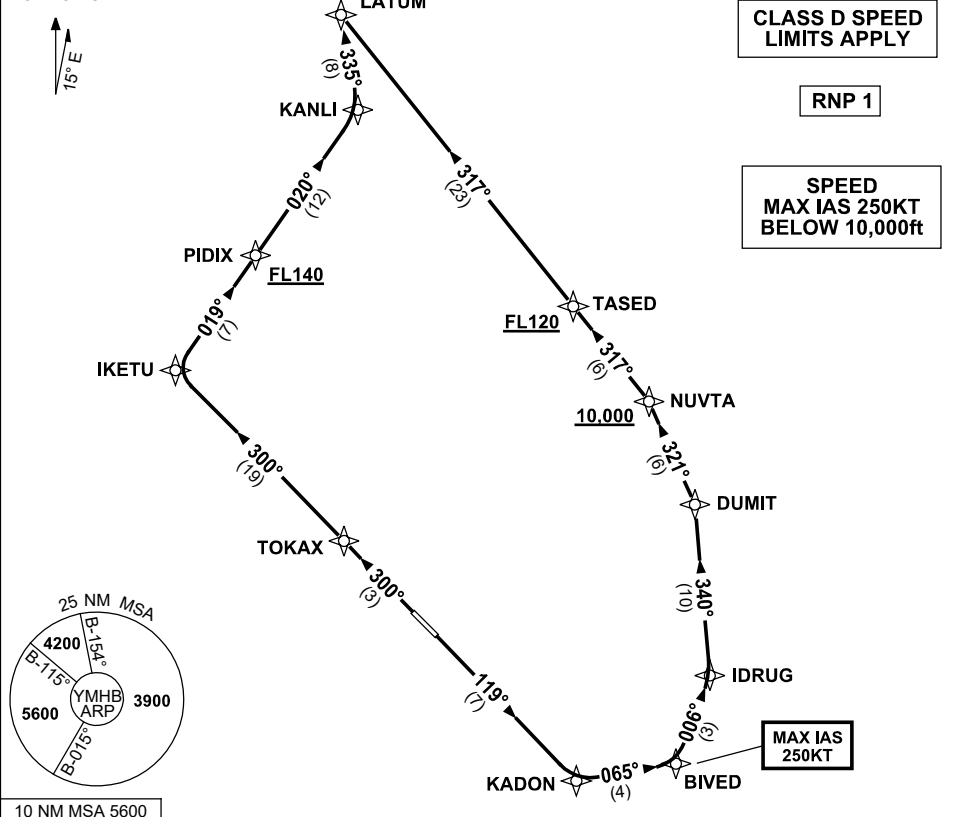 LATUM
CLASS D SPEED
LIMITS APPLY
15° E
335°
(8)
KANLI
RNP 1
317°
(23)
020°
(12)
SPEED
MAX IAS 250KT
BELOW 10,000ft
PIDIX
FL140
TASED
FL120
019°
(7)
317°
(6)
IKETU
NUVTA
10,000
321°
(6)
300°
(19)
DUMIT
TOKAX
300°
(3)
340°
(10)
25 NM MSA
4200
B-154°
B-115°
YMHB
ARP
3900
5600
B-015°
119°
(7)
IDRUG
006°
(3)
MAX IAS
250KT
KADON
065°
(4)
BIVED
10 NM MSA 5600